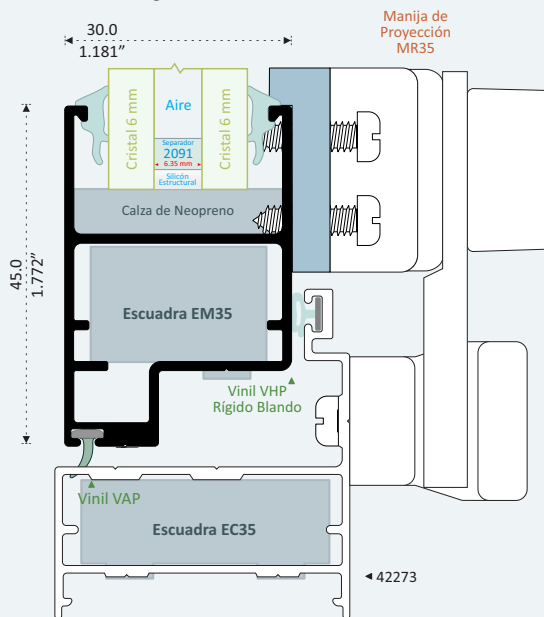 30.0
1.181”
Manija de
Proyección
MR35
Cristal 6 mm
Aire
Separador
2091
6.35 mm
Silicón
Estructural
Cristal 6 mm
Calza de Neopreno
45.0
1.772”
Escuadra EM35
Vinil VHP
Rígido Blando
Vinil VAP
Escuadra EC35
42273